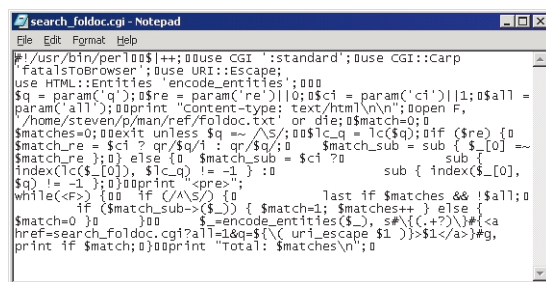 search_foldoc.cgi - Notepad
File Edit Format Help
#!/usr/bin/perl▯▯$|++;▯▯use CGI ':standard';▯use CGI::Carp
'fatalsToBrowser';▯use URI::Escape;
use HTML::Entities 'encode_entities';▯▯▯
$q = param('q');▯$re = param('re')||0;▯$ci = param('ci')||1;▯$all =
param('all');▯▯print "Content-type: text/html\n\n";▯open F,
'/home/steven/p/man/ref/foldoc.txt' or die;▯$match=0;▯
$matches=0;▯▯exit unless $q =~ /\S/;▯▯$lc_q = lc($q);▯if ($re) {▯
$match_re = $ci ? qr/$q/i : qr/$q/;▯ $match_sub = sub { $_[0] =~
$match_re };▯} else {▯ $match_sub = $ci ?▯ sub {
index(lc($_[0]), $lc_q) != -1 } :▯ sub { index($_[0],
$q) != -1 };▯}▯▯print "<pre>";
while(<F>) {▯▯ if (/^\S/) {▯ last if $matches && !$all;▯
if ($match_sub->($_)) { $match=1; $matches++ } else {
$match=0 }▯ }▯▯ $_=encode_entities($_), s#\{(.+?)\}#{<a
href=search_foldoc.cgi?all=1&q=${\( uri_escape $1 )}>$1</a>}#g,
print if $match;▯}▯▯print "Total: $matches\n";▯